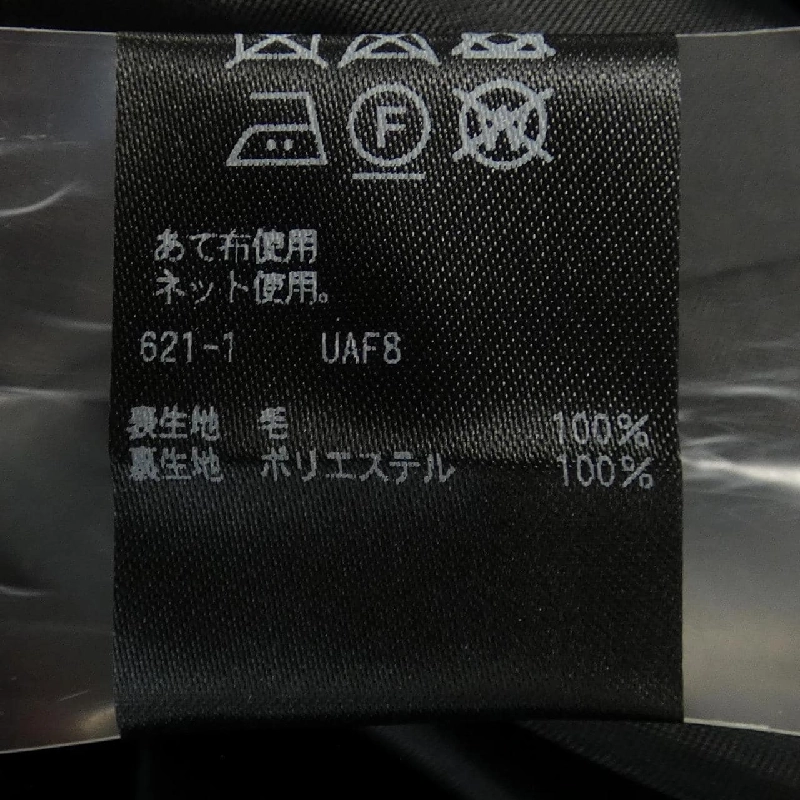 F
W
あて布使用
ネット使用。
621-1 UAF8
表生地 毛 100%
裏生地 ポリエステル 100%